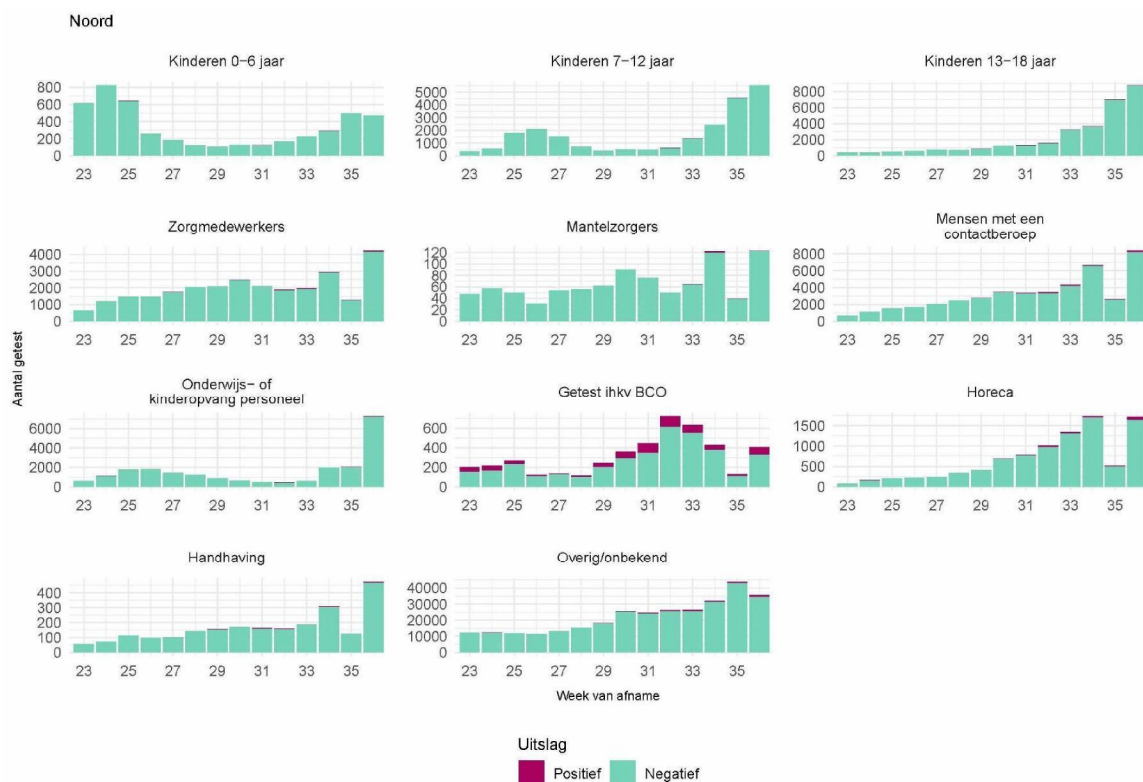 Noord
Kinderen 0-6 jaar
800
600
400
200
0
23 25 27 29 31 33 35
Kinderen 7-12 jaar
5000
4000
3000
2000
1000
0
23 25 27 29 31 33 35
Kinderen 13-18 jaar
8000
6000
4000
2000
0
23 25 27 29 31 33 35
Zorgmedewerkers
4000
3000
2000
1000
0
23 25 27 29 31 33 35
Mantelzorgers
120
100
80
60
40
20
0
23 25 27 29 31 33 35
Mensen met een
contactberoep
8000
6000
4000
2000
0
23 25 27 29 31 33 35
Aantal getest
Onderwijs- of
kinderopvang personeel
6000
4000
2000
0
23 25 27 29 31 33 35
Getest ihkv BCO
600
400
200
0
23 25 27 29 31 33 35
Horeca
1500
1000
500
0
23 25 27 29 31 33 35
Handhaving
400
300
200
100
0
23 25 27 29 31 33 35
Overig/onbekend
40000
30000
20000
10000
0
23 25 27 29 31 33 35
Week van afname
Uitslag
Positief Negatief